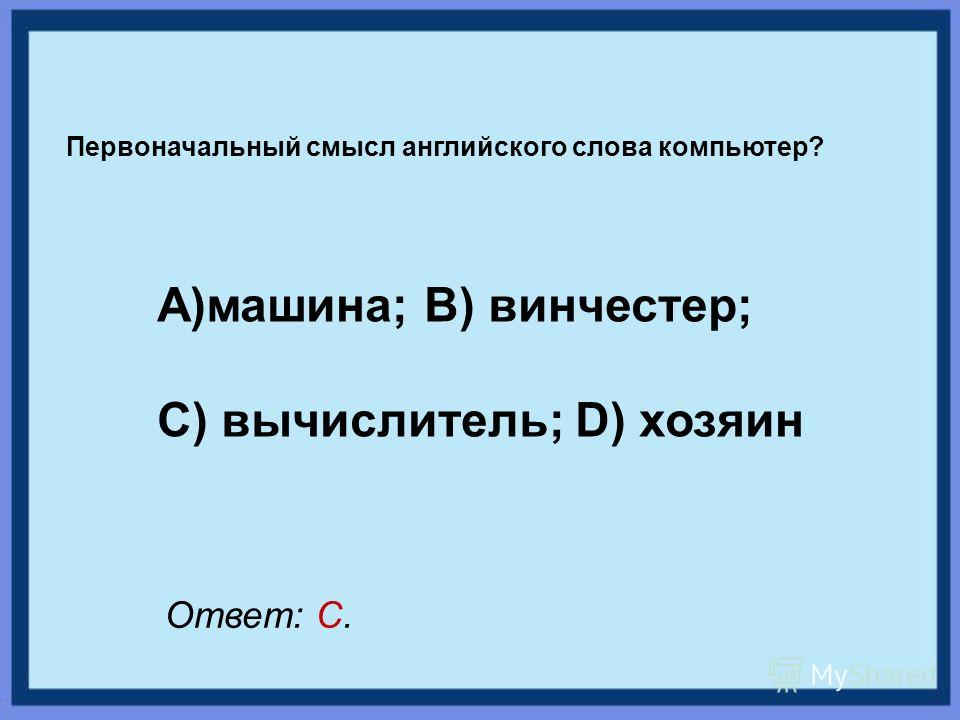 Первоначальный смысл английского слова компьютер?
А)машина; В) винчестер;
С) вычислитель; D) хозяин
Ответ: С.
MyShared